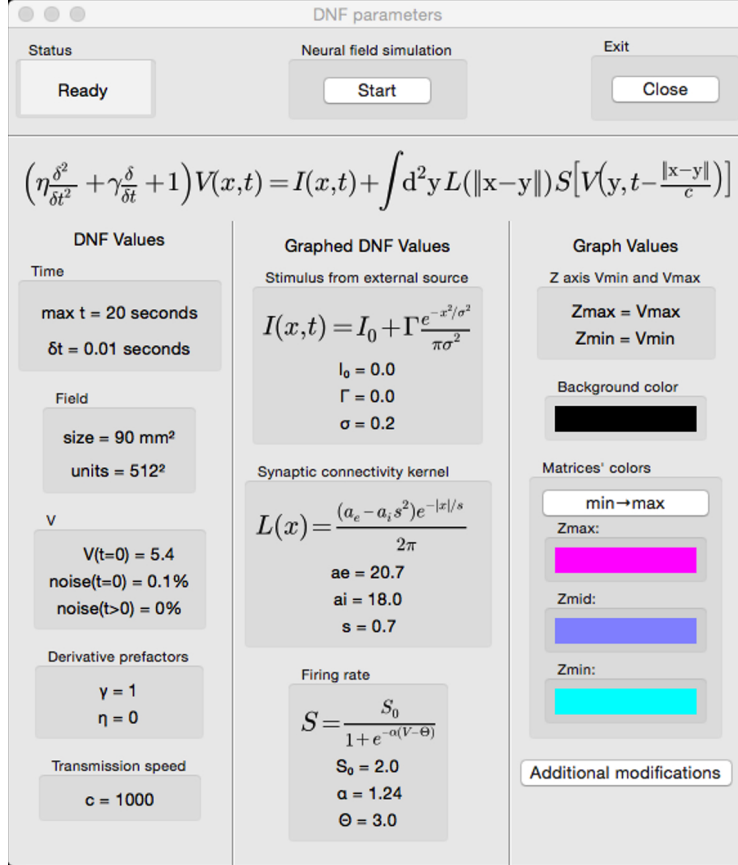 DNF parameters
Status
Ready
Neural field simulation
Start
Exit
Close
(η δ²/δt² + γ δ/δt + 1)V(x,t) = I(x,t) + ∫d²y L(‖x−y‖) S[V(y, t− ‖x−y‖/c)]
DNF Values
Time
max t = 20 seconds
δt = 0.01 seconds
Field
size = 90 mm²
units = 512²
V
V(t=0) = 5.4
noise(t=0) = 0.1%
noise(t>0) = 0%
Derivative prefactors
γ = 1
η = 0
Transmission speed
c = 1000
Graphed DNF Values
Stimulus from external source
I(x,t) = I₀ + Γ e^(−x²/σ²)/πσ²
I₀ = 0.0
Γ = 0.0
σ = 0.2
Synaptic connectivity kernel
L(x) = (aₑ−aᵢs²)e^(−|x|/s)/2π
ae = 20.7
ai = 18.0
s = 0.7
Firing rate
S = S₀/1+e^(−α(V−Θ))
S₀ = 2.0
α = 1.24
Θ = 3.0
Graph Values
Z axis Vmin and Vmax
Zmax = Vmax
Zmin = Vmin
Background color
Matrices' colors
min→max
Zmax:
Zmid:
Zmin:
Additional modifications